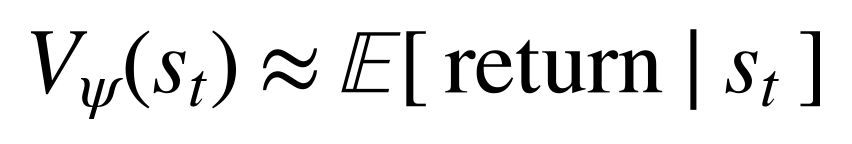 V_ψ(s_t) ≈ 𝔼[ return | s_t ]